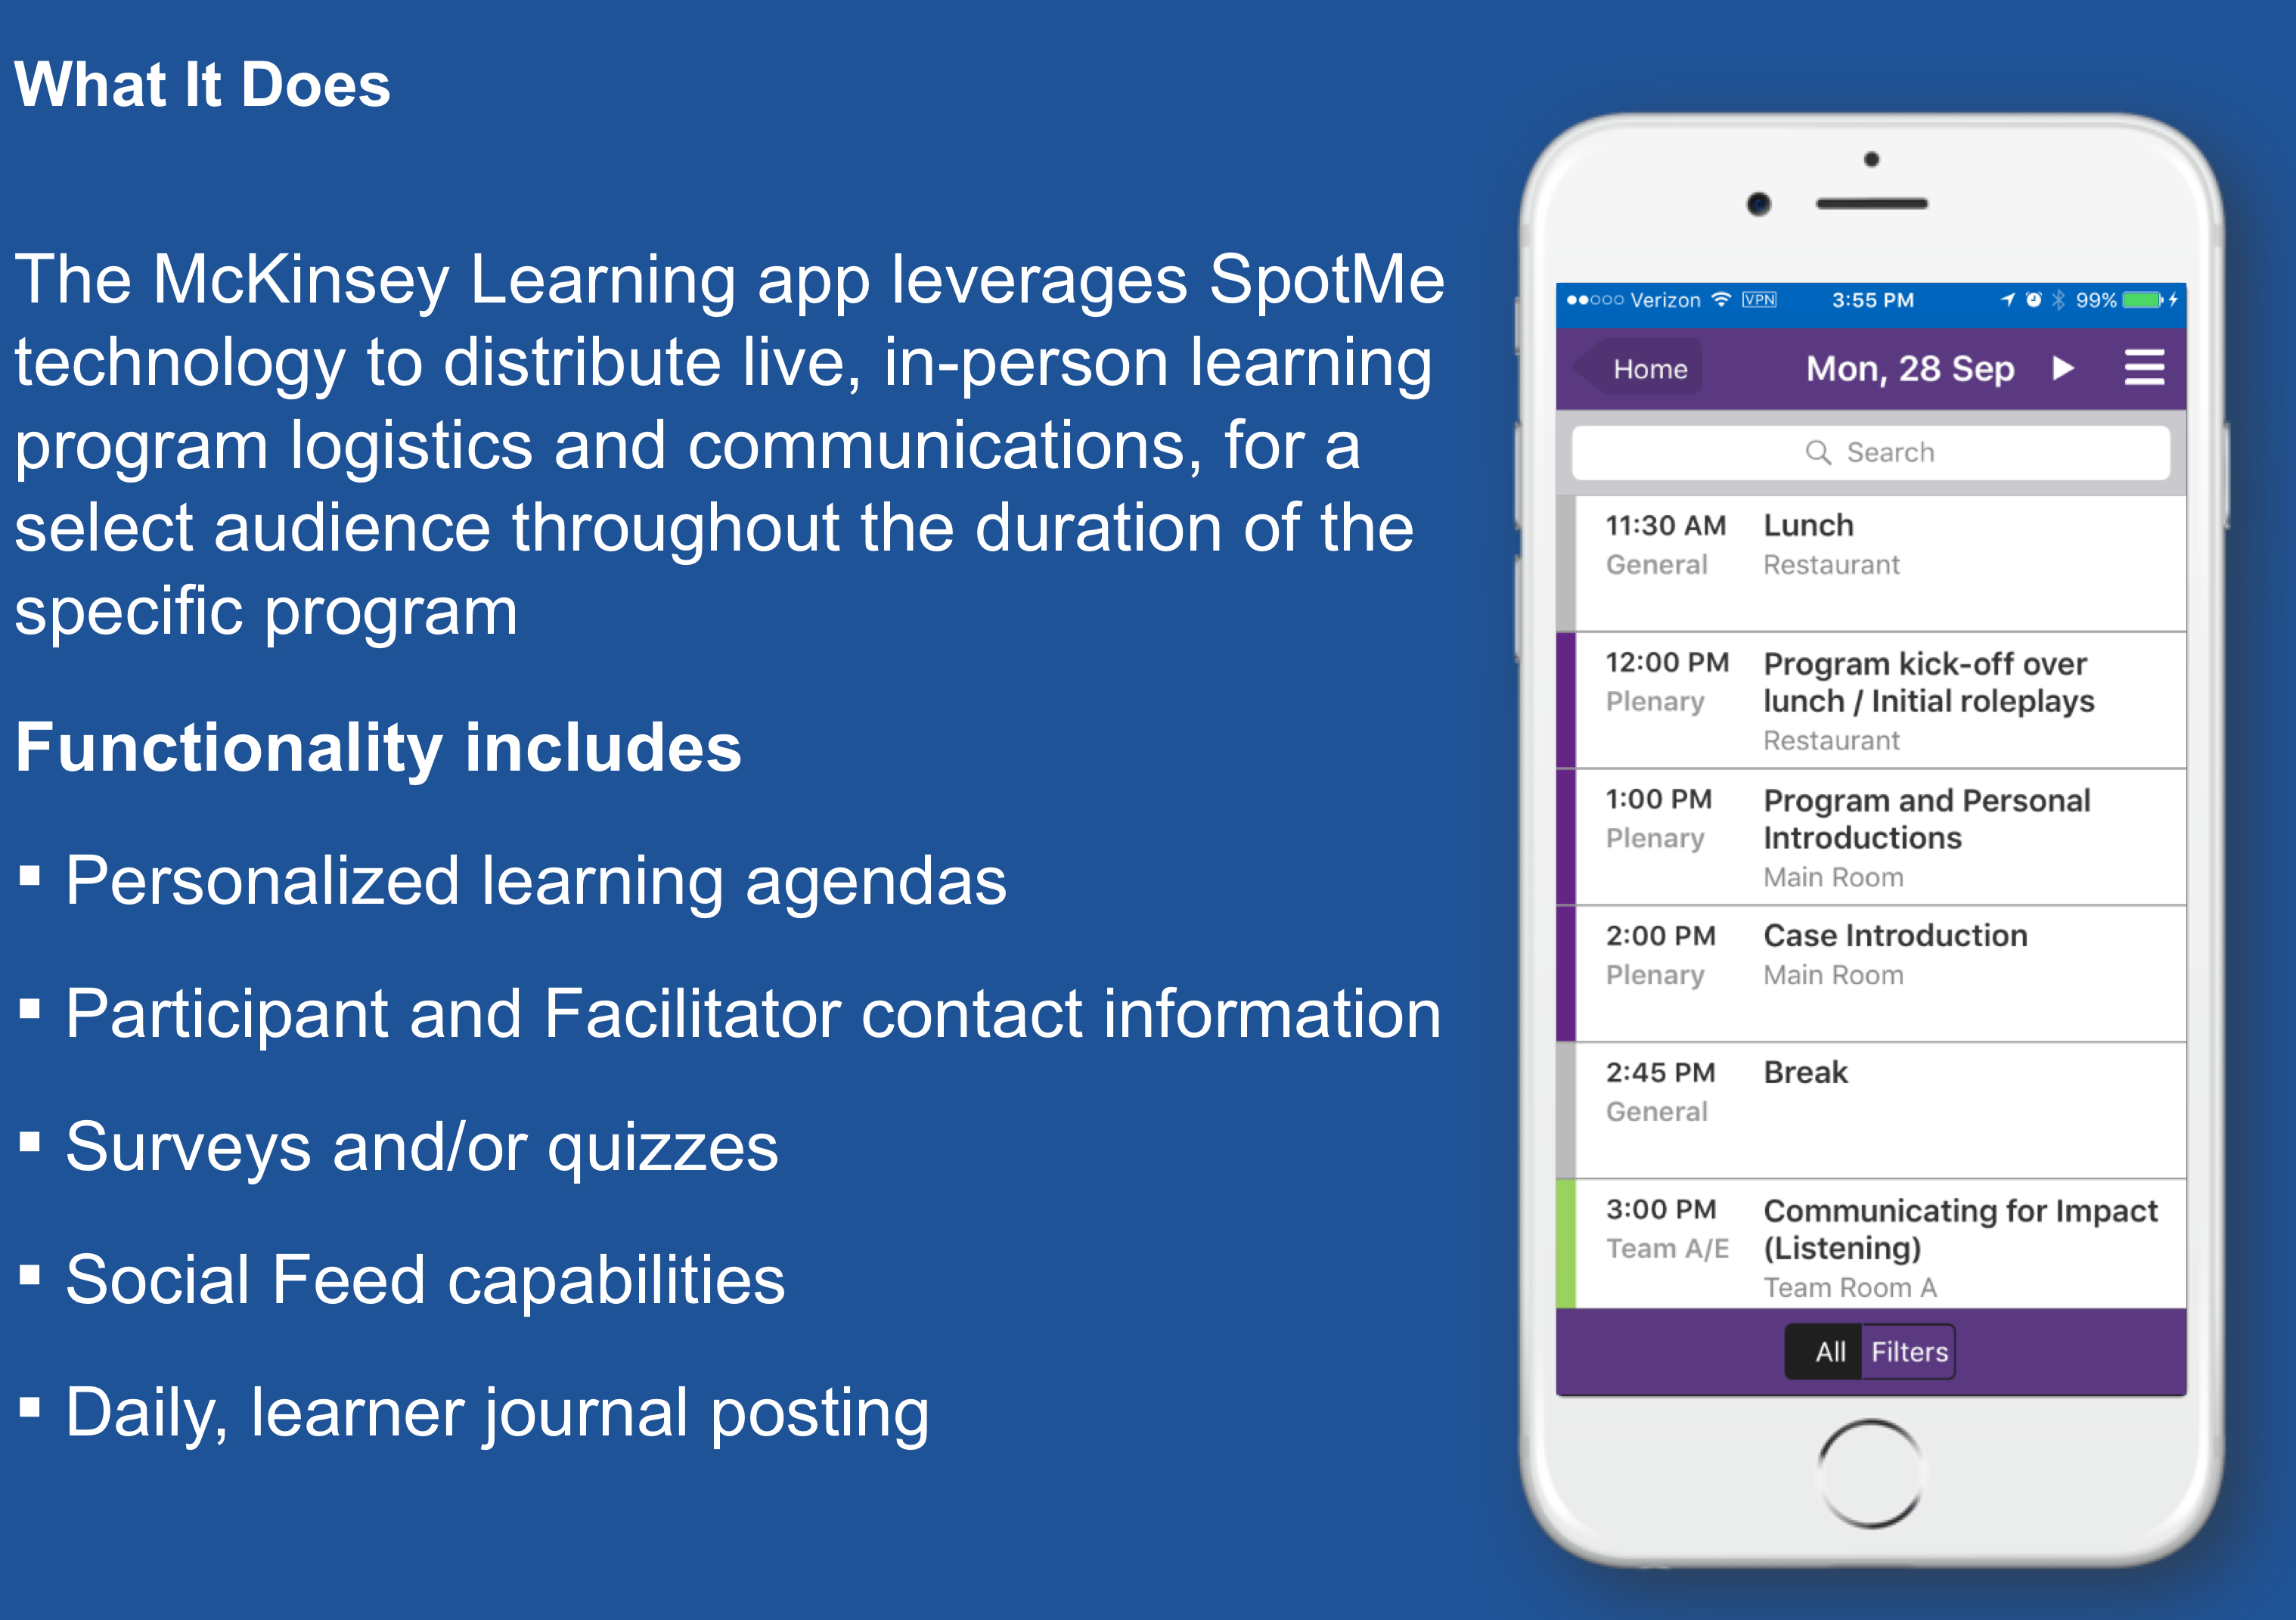 What It Does
The McKinsey Learning app leverages SpotMe
technology to distribute live, in-person learning
program logistics and communications, for a
select audience throughout the duration of the
specific program
Functionality includes
▪ Personalized learning agendas
▪ Participant and Facilitator contact information
▪ Surveys and/or quizzes
▪ Social Feed capabilities
▪ Daily, learner journal posting
Verizon VPN 3:55 PM 99%
Home Mon, 28 Sep
Search
11:30 AM Lunch
General Restaurant
12:00 PM Program kick-off over
Plenary lunch / Initial roleplays
Restaurant
1:00 PM Program and Personal
Plenary Introductions
Main Room
2:00 PM Case Introduction
Plenary Main Room
2:45 PM Break
General
3:00 PM Communicating for Impact
Team A/E (Listening)
Team Room A
All Filters